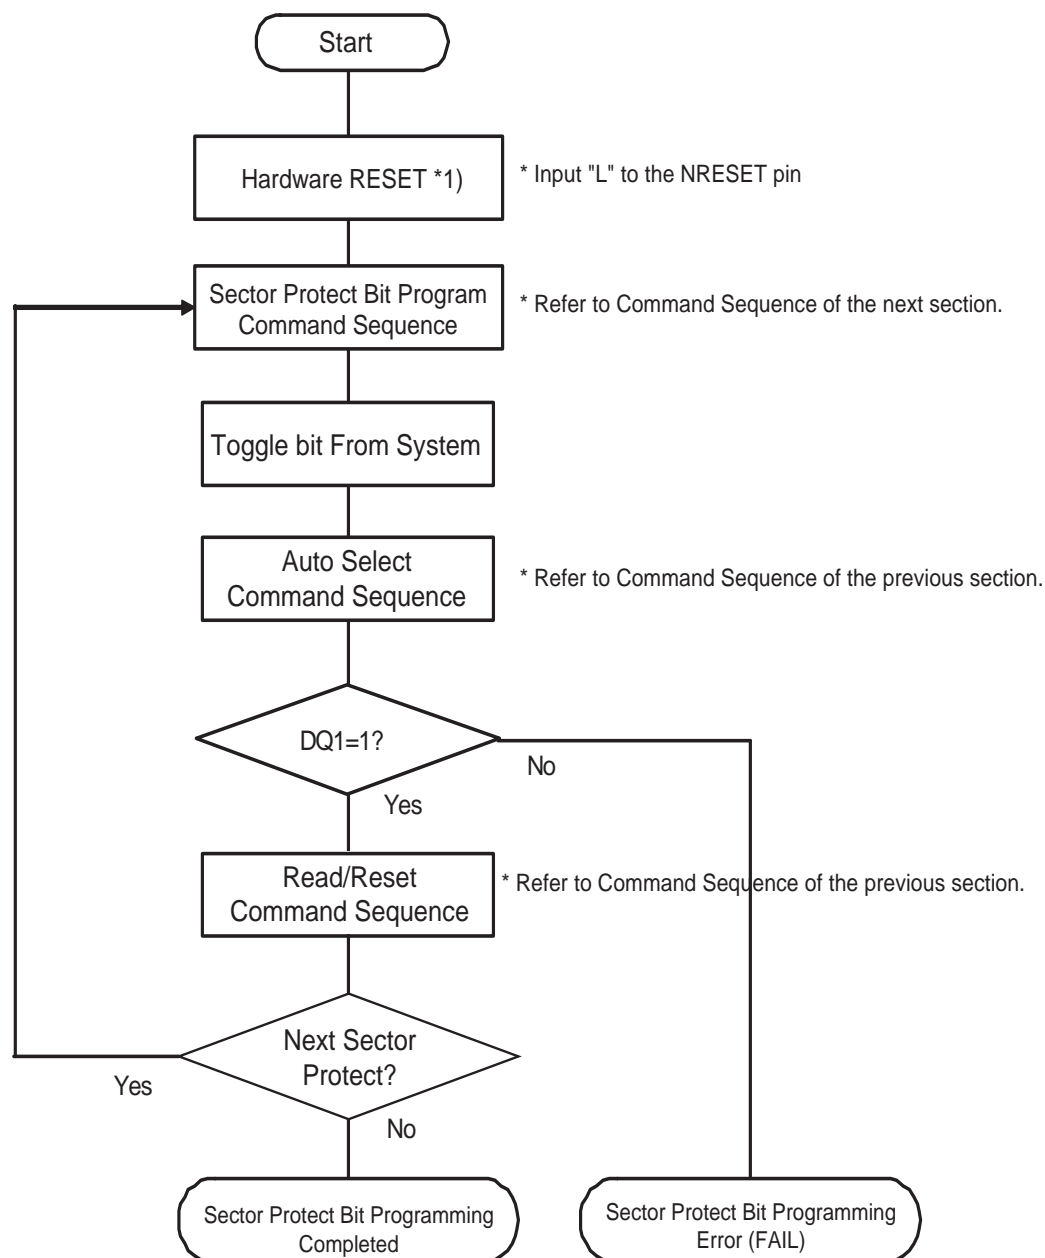 Start
Hardware RESET *1)
* Input "L" to the NRESET pin
Sector Protect Bit Program
Command Sequence
* Refer to Command Sequence of the next section.
Toggle bit From System
Auto Select
Command Sequence
* Refer to Command Sequence of the previous section.
DQ1=1?
No
Yes
Read/Reset
Command Sequence
* Refer to Command Sequence of the previous section.
Next Sector
Protect?
Yes
No
Sector Protect Bit Programming
Completed
Sector Protect Bit Programming
Error (FAIL)